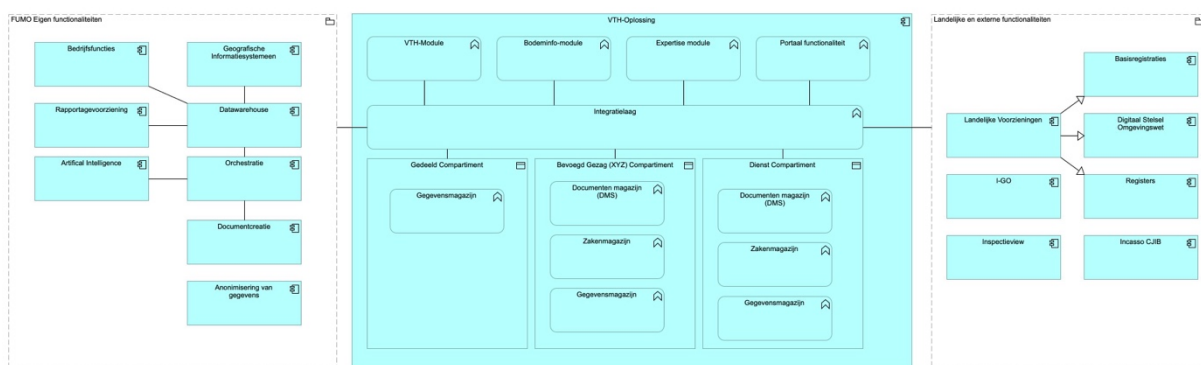 FUMO Eigen functionaliteiten
Bedrijfsfuncties
Geografische
Informatiesystemeen
Rapportagevoorziening
Datawarehouse
Artifical Intelligence
Orchestratie
Documentcreatie
Anonimisering van
gegevens
VTH-Oplossing
VTH-Module
Bodeminfo-module
Expertise module
Portaal functionaliteit
Integratielaag
Gedeeld Compartiment
Gegevensmagazijn
Bevoegd Gezag (XYZ) Compartiment
Documenten magazijn
(DMS)
Zakenmagazijn
Gegevensmagazijn
Dienst Compartiment
Documenten magazijn
(DMS)
Zakenmagazijn
Gegevensmagazijn
Landelijke en externe functionaliteiten
Basisregistraties
Landelijke Voorzieningen
Digitaal Stelsel
Omgevingswet
I-GO
Registers
Inspectieview
Incasso CJIB